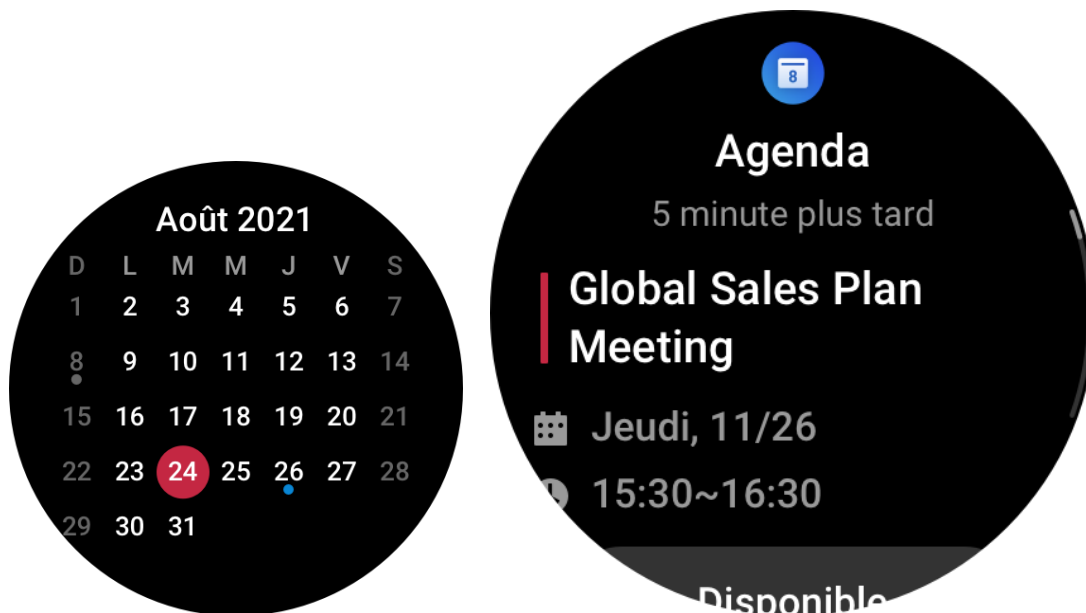 Août 2021
D L M M J V S
1 2 3 4 5 6 7
8 9 10 11 12 13 14
15 16 17 18 19 20 21
22 23 24 25 26 27 28
29 30 31
8
Agenda
5 minute plus tard
Global Sales Plan
Meeting
Jeudi, 11/26
15:30~16:30
Disponible